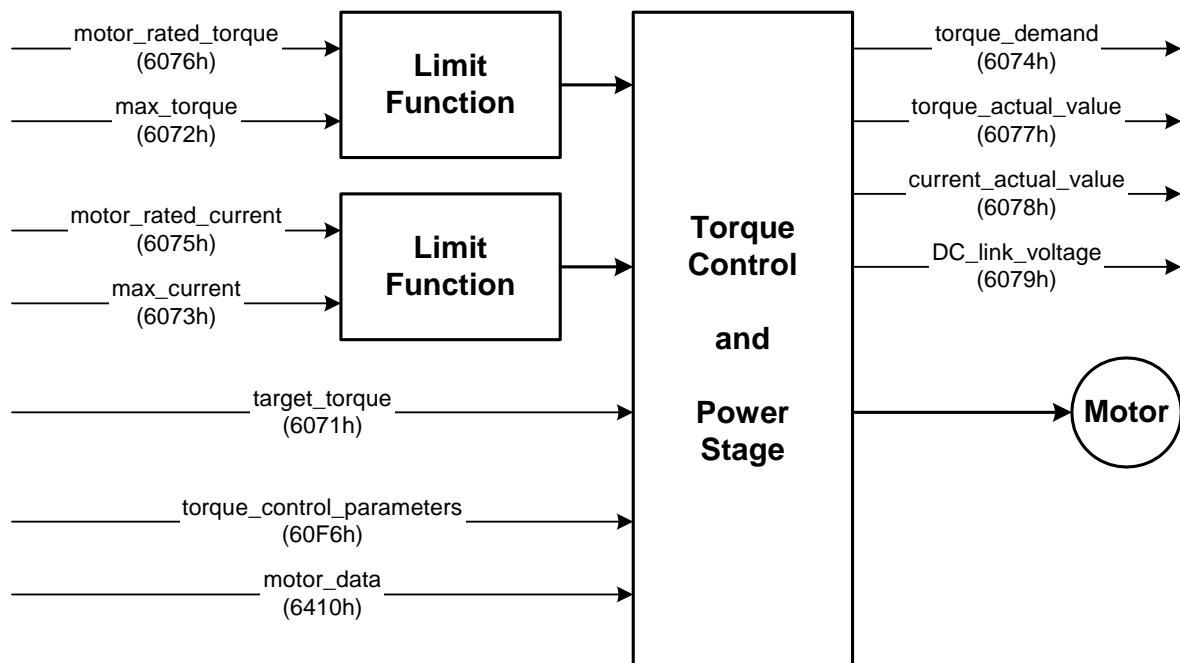 motor_rated_torque
(6076h)
max_torque
(6072h)
Limit
Function
motor_rated_current
(6075h)
max_current
(6073h)
Limit
Function
target_torque
(6071h)
torque_control_parameters
(60F6h)
motor_data
(6410h)
Torque
Control
and
Power
Stage
torque_demand
(6074h)
torque_actual_value
(6077h)
current_actual_value
(6078h)
DC_link_voltage
(6079h)
Motor